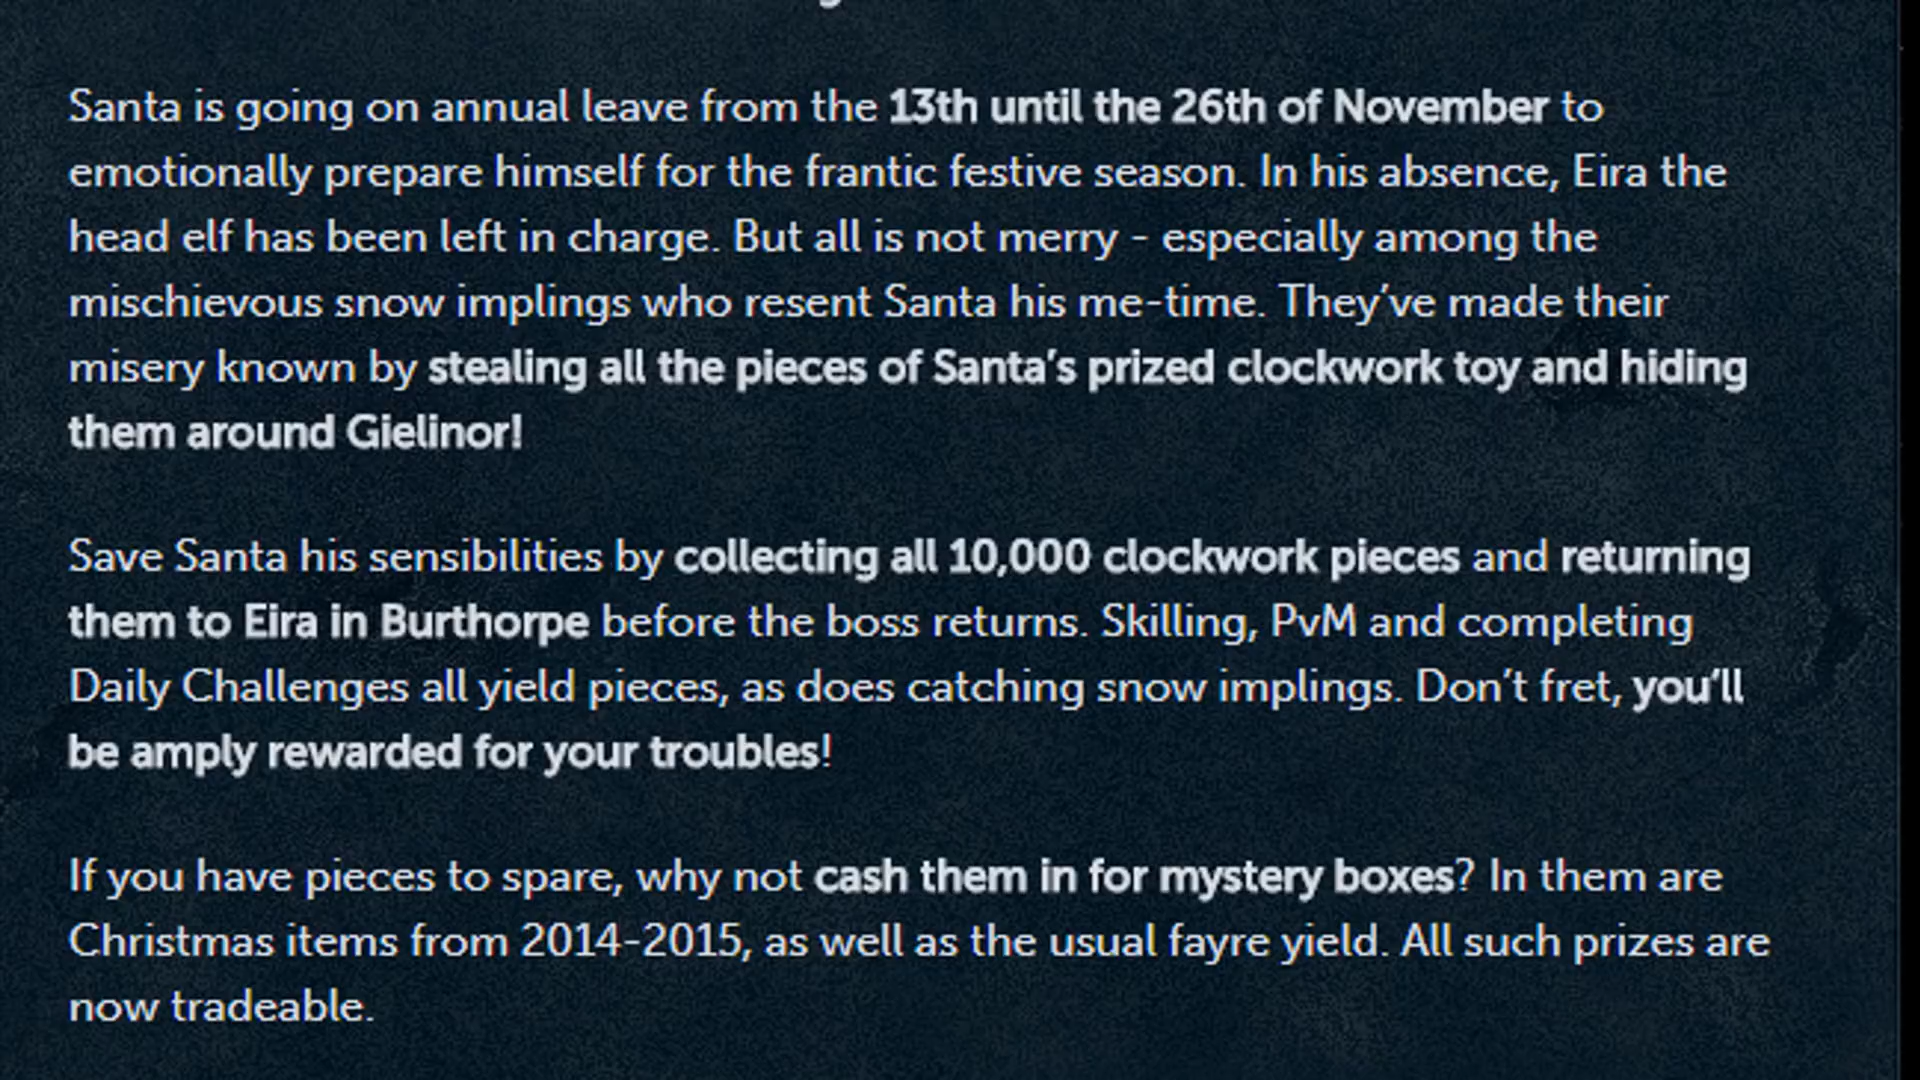 Santa is going on annual leave from the 13th until the 26th of November to
emotionally prepare himself for the frantic festive season. In his absence, Eira the
head elf has been left in charge. But all is not merry - especially among the
mischievous snow implings who resent Santa his me-time. They've made their
misery known by stealing all the pieces of Santa's prized clockwork toy and hiding
them around Gielinor!
Save Santa his sensibilities by collecting all 10,000 clockwork pieces and returning
them to Eira in Burthorpe before the boss returns. Skilling, PvM and completing
Daily Challenges all yield pieces, as does catching snow implings. Don't fret, you'll
be amply rewarded for your troubles!
If you have pieces to spare, why not cash them in for mystery boxes? In them are
Christmas items from 2014-2015, as well as the usual fayre yield. All such prizes are
now tradeable.